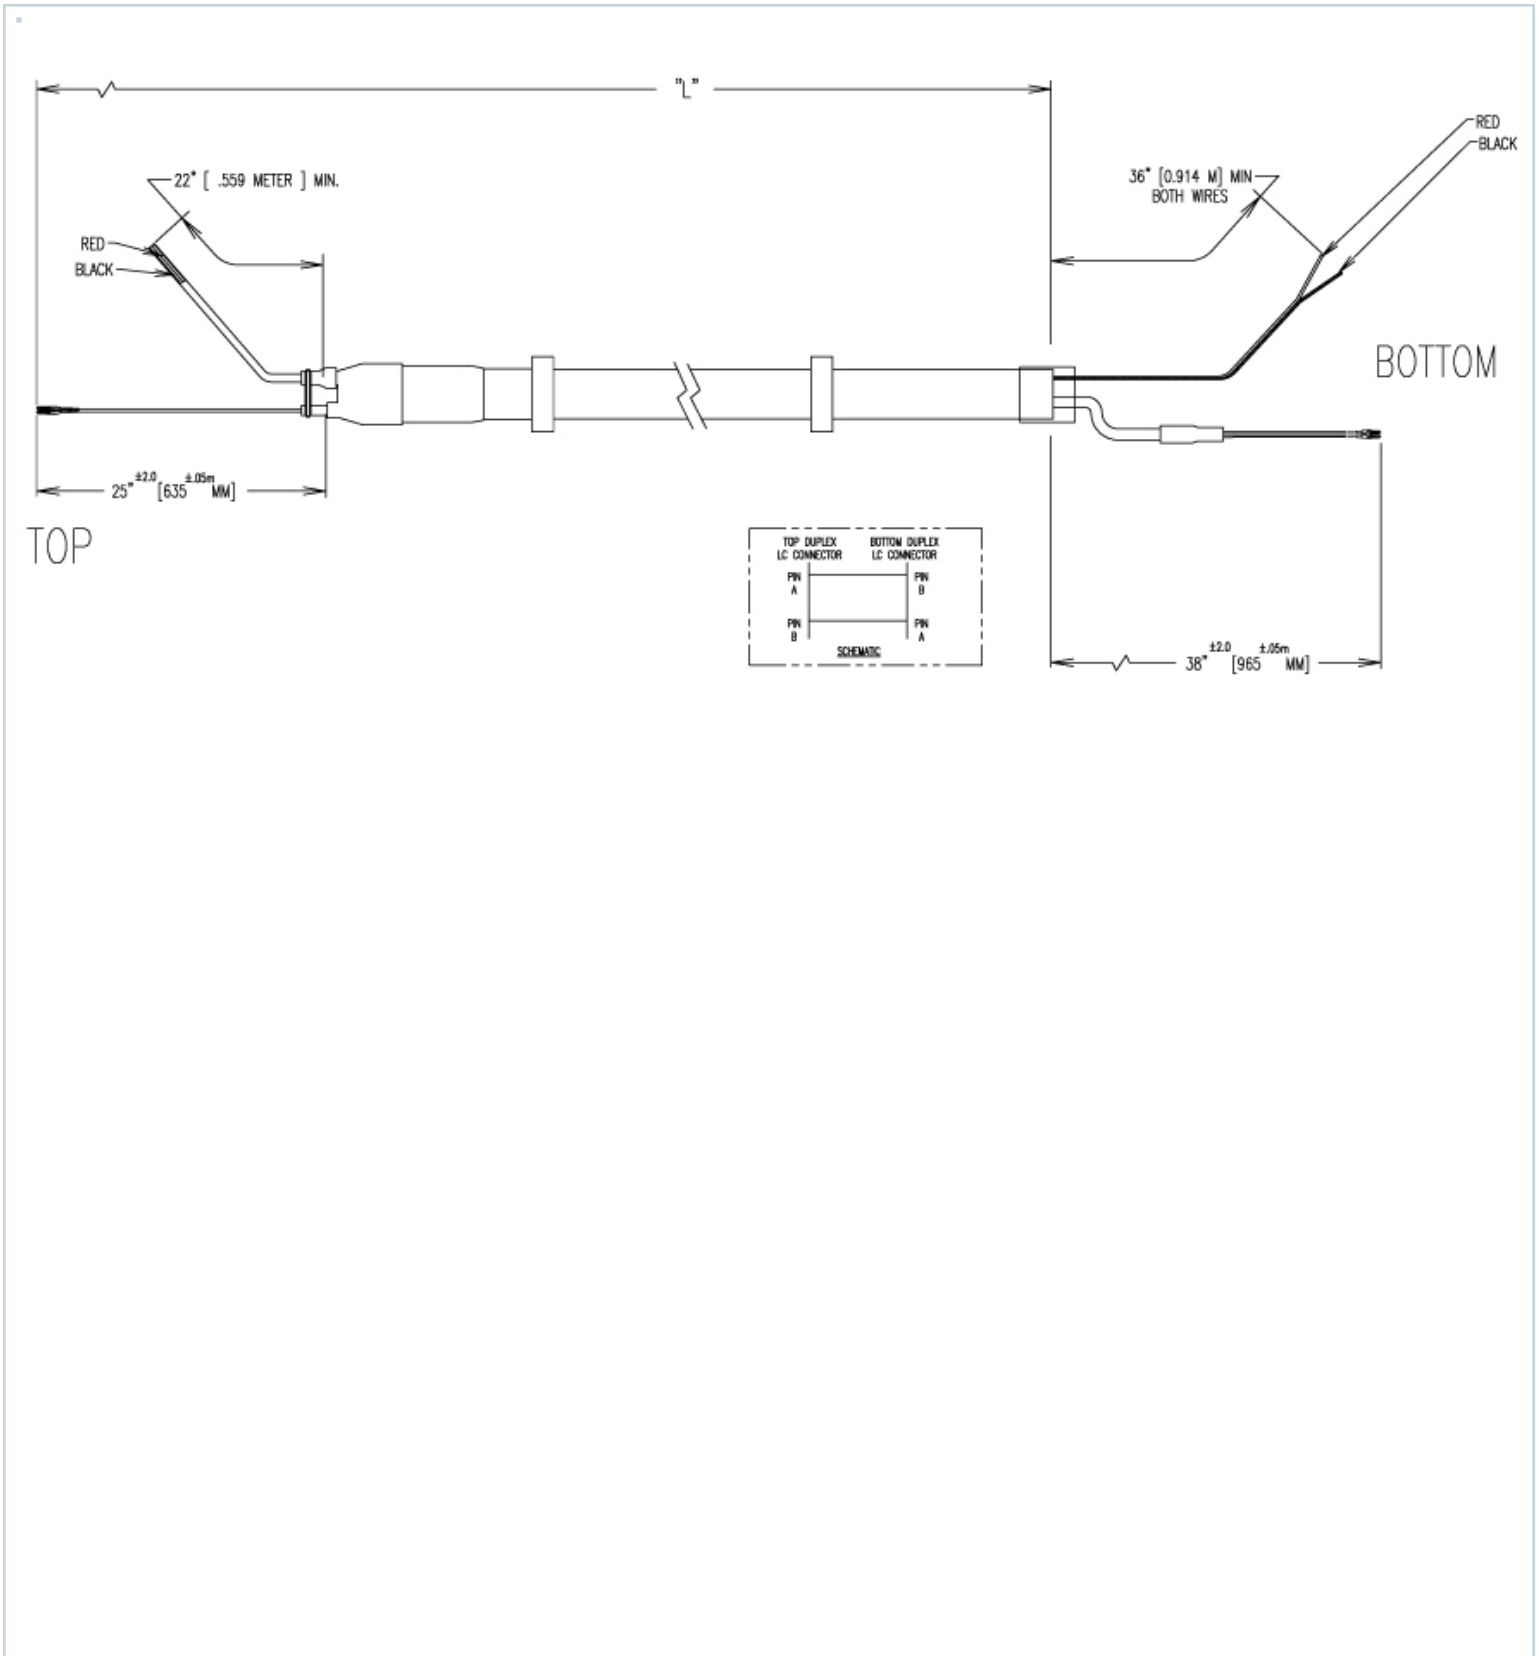 "L"
RED
BLACK
22" [ .559 METER ] MIN.
36" [0.914 M] MIN
BOTH WIRES
RED
BLACK
BOTTOM
25" ±2.0 [635 ±.05m MM]
TOP
TOP DUPLEX
LC CONNECTOR
BOTTOM DUPLEX
LC CONNECTOR
PIN
A
PIN
B
PIN
B
PIN
A
SCHEMATIC
38" ±2.0 [965 ±.05m MM]